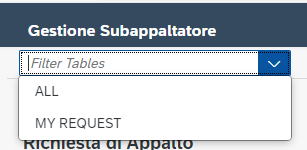 Gestione Subappaltatore
Filter Tables
ALL
MY REQUEST
Richiesta di Appalto